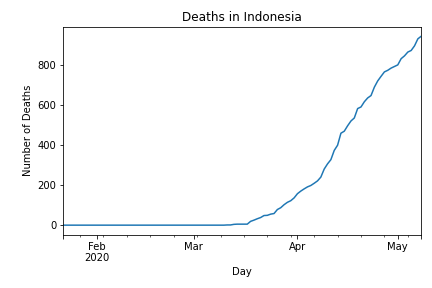 Deaths in Indonesia
Number of Deaths
800
600
400
200
0
Feb
2020
Mar
Apr
May
Day